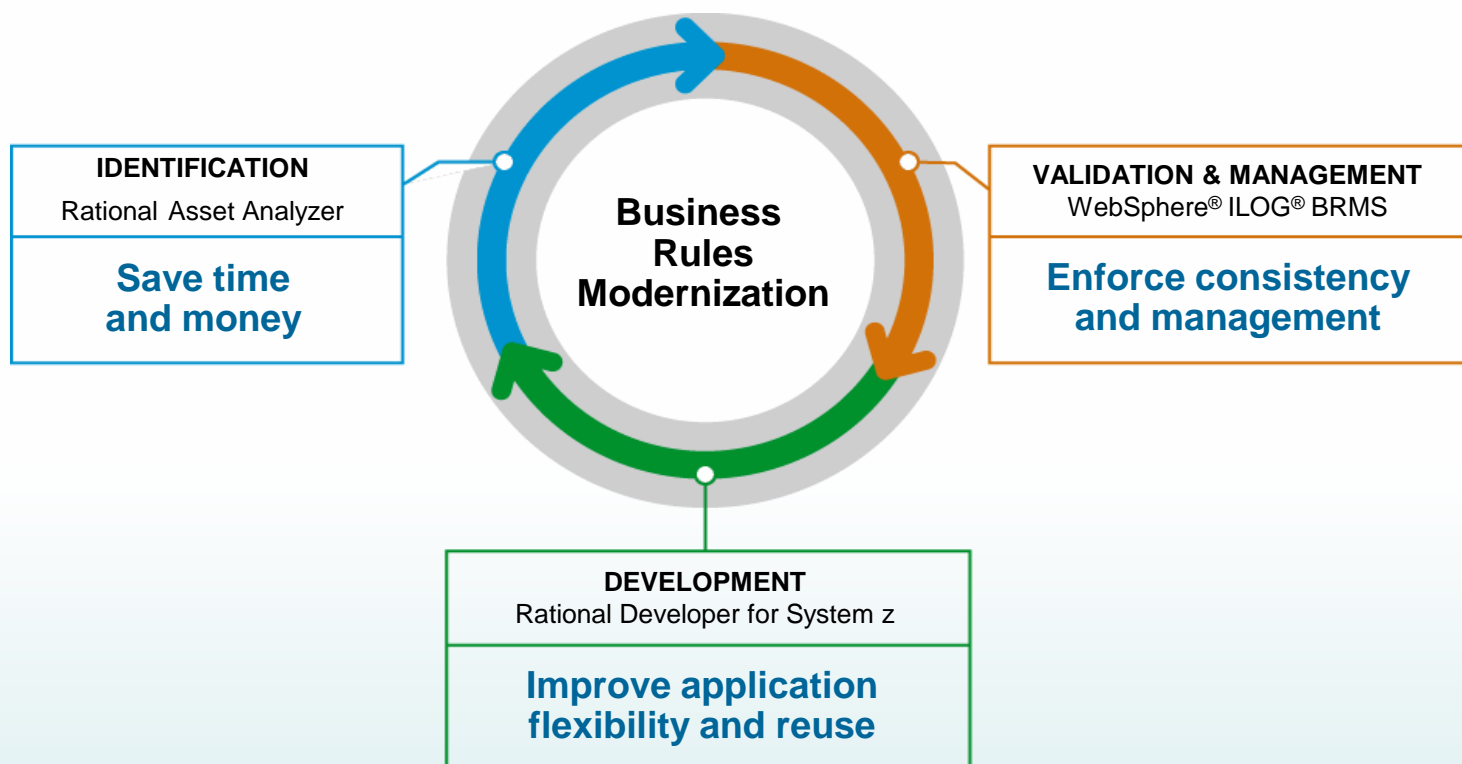 IDENTIFICATION
Rational Asset Analyzer
Save time
and money
Business
Rules
Modernization
VALIDATION & MANAGEMENT
WebSphere® ILOG® BRMS
Enforce consistency
and management
DEVELOPMENT
Rational Developer for System z
Improve application
flexibility and reuse